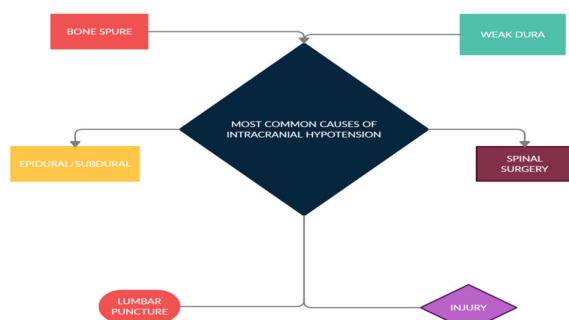 BONE SPURE
WEAK DURA
MOST COMMON CAUSES OF
INTRACRANIAL HYPOTENSION
EPIDURAL/SUBDURAL
SPINAL
SURGERY
LUMBAR
PUNCTURE
INJURY